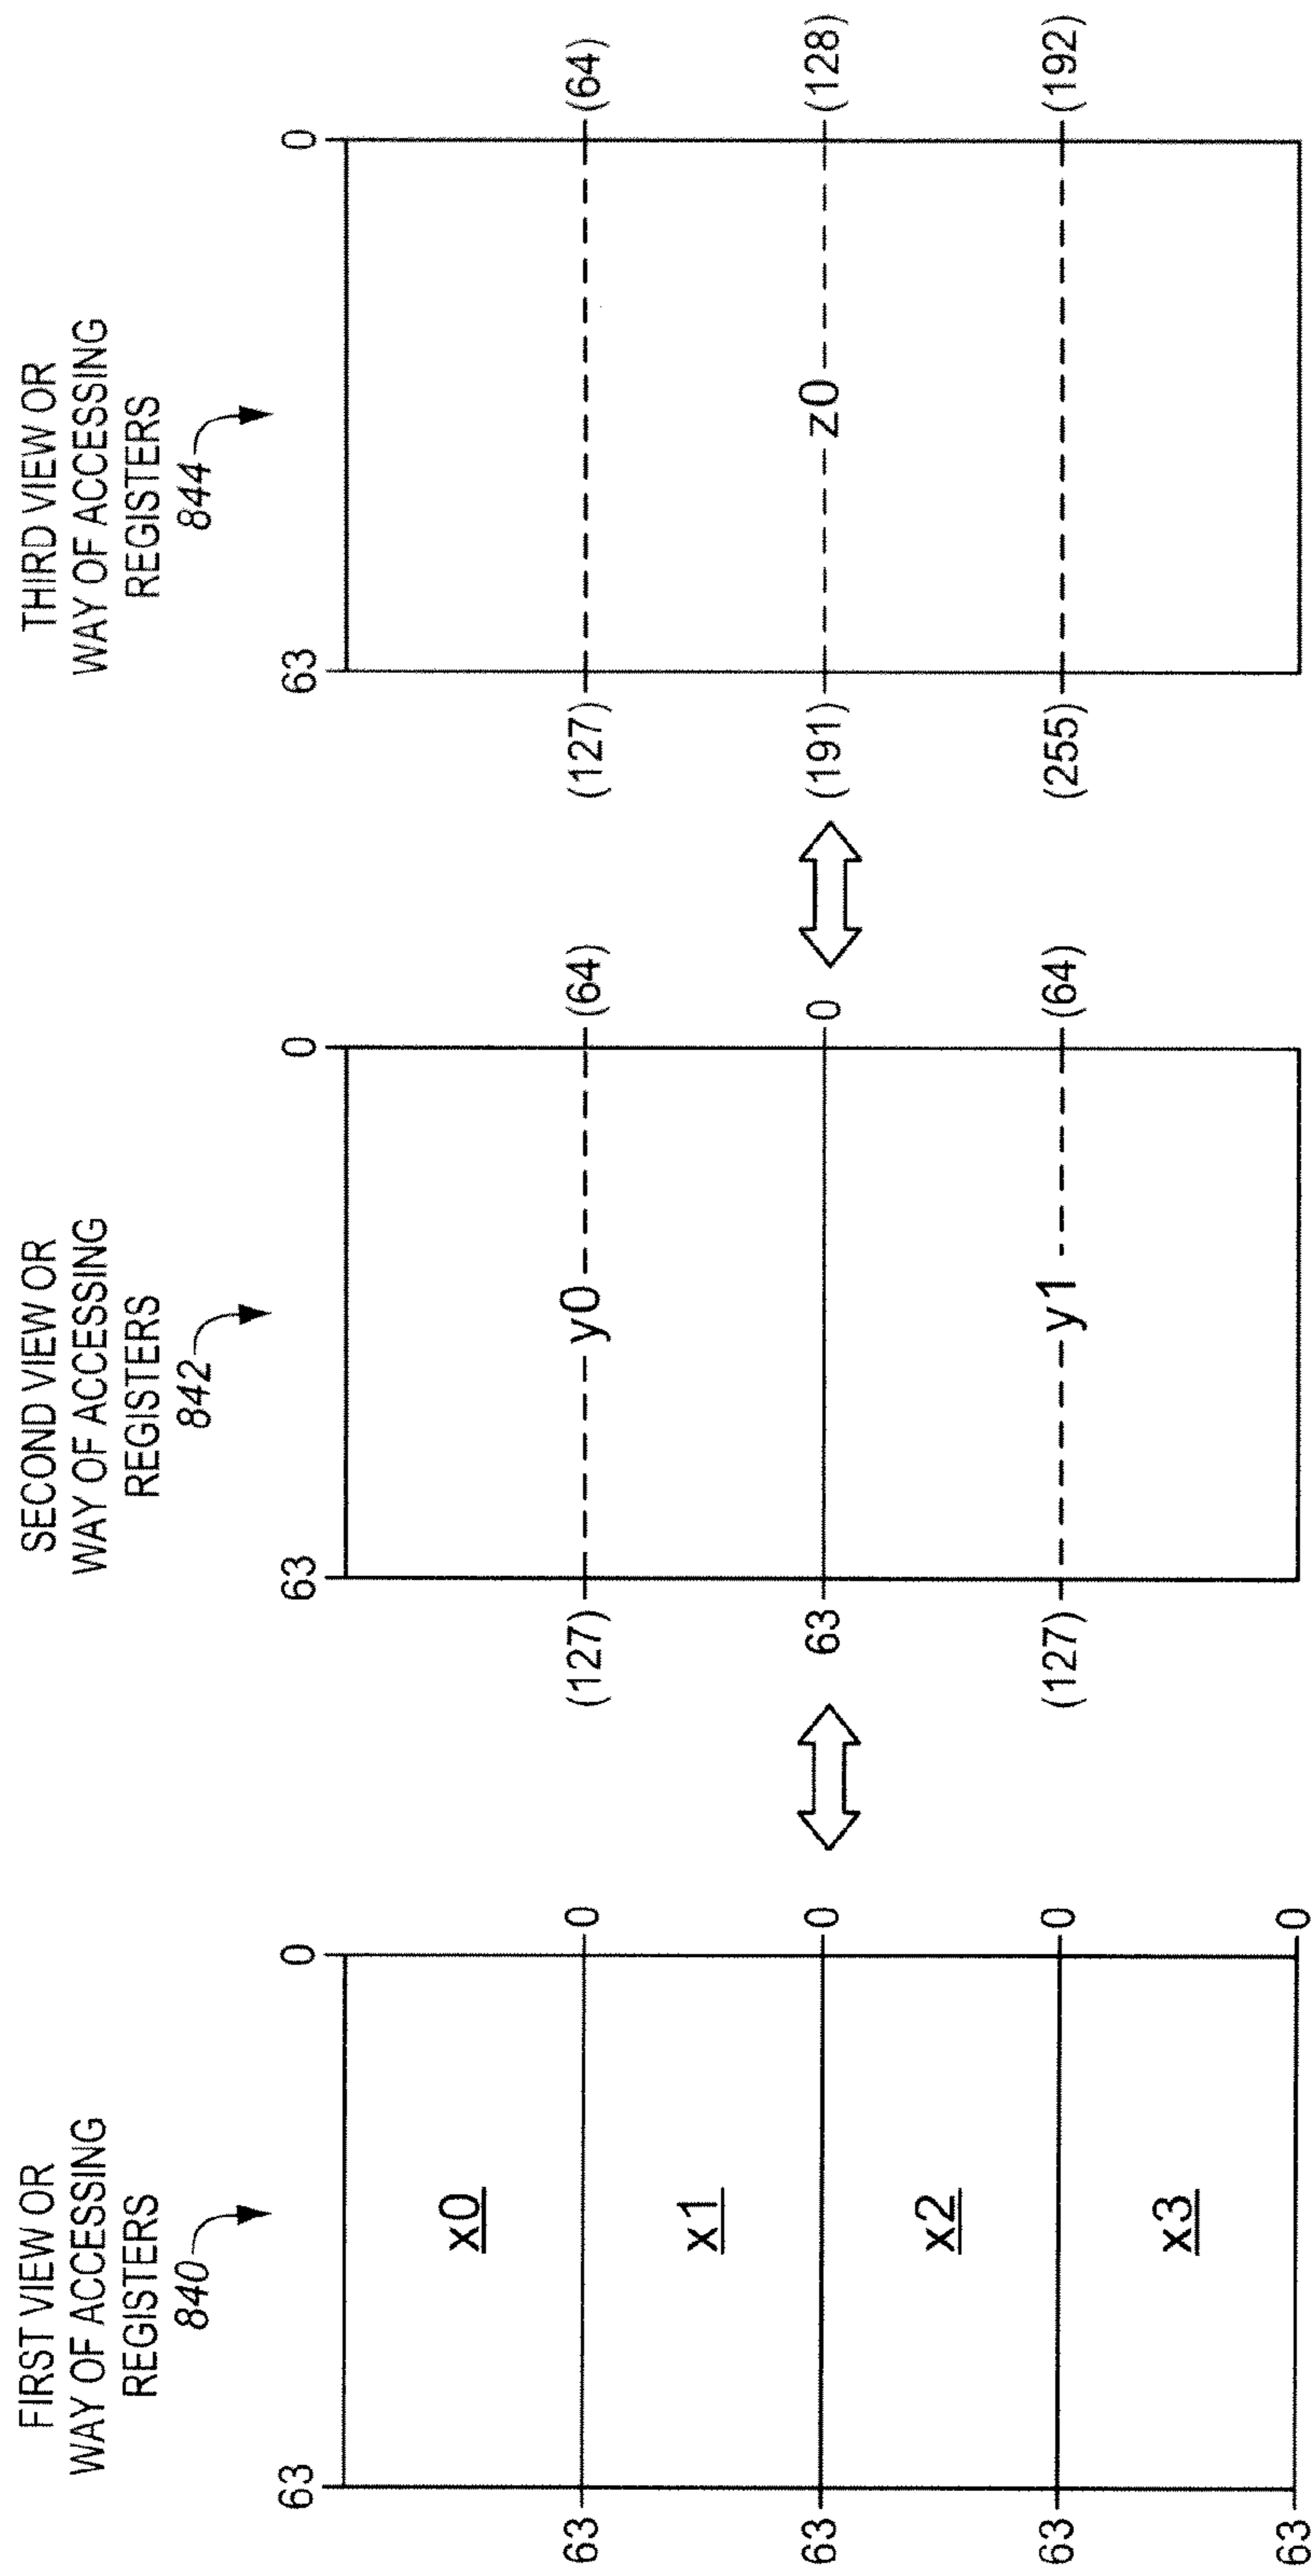 FIRST VIEW OR
WAY OF ACCESSING
REGISTERS
840
63
0
x0
63
0
x1
63
0
x2
63
0
x3
63
0
SECOND VIEW OR
WAY OF ACCESSING
REGISTERS
842
63
0
(127)
y0
(64)
63
0
(127)
y1
(64)
THIRD VIEW OR
WAY OF ACCESSING
REGISTERS
844
63
0
(127)
(64)
(191)
z0
(128)
(255)
(192)